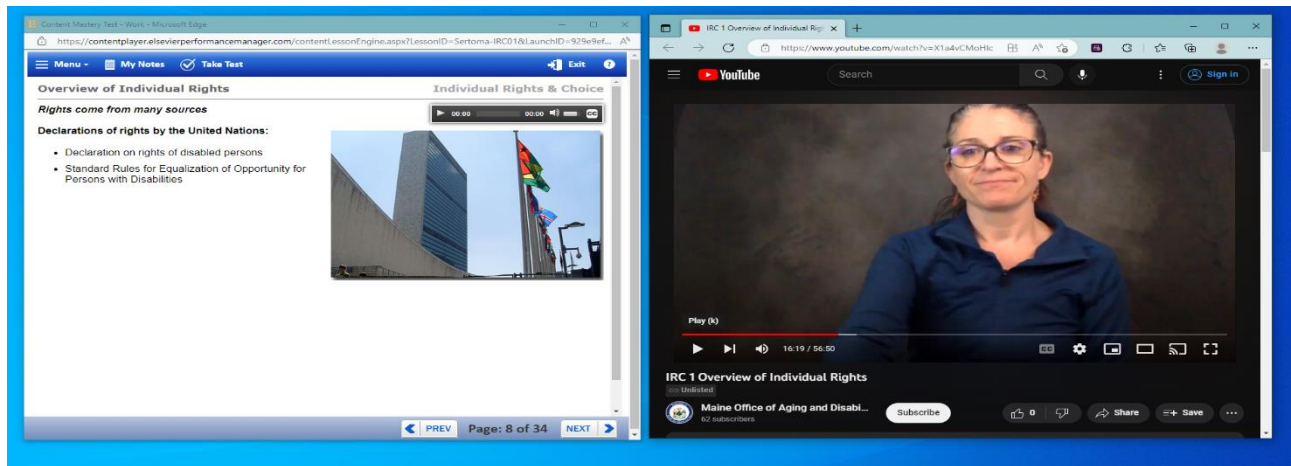 Content Mastery Test - Work - Microsoft Edge
https://contentplayer.elsevierperformancemanager.com/contentLessonEngine.aspx?LessonID=Sertoma-IRC01&LaunchID=929e9ef...
Menu
My Notes
Take Test
Exit
Overview of Individual Rights
Individual Rights & Choice
Rights come from many sources
00:00
00:00
CC
Declarations of rights by the United Nations:
• Declaration on rights of disabled persons
• Standard Rules for Equalization of Opportunity for
Persons with Disabilities
PREV
Page: 8 of 34
NEXT
IRC 1 Overview of Individual Rig
https://www.youtube.com/watch?v=X1a4vCMoHlc
YouTube
Search
Sign in
Play (k)
16:19 / 56:50
CC
IRC 1 Overview of Individual Rights
Unlisted
Maine Office of Aging and Disabi...
62 subscribers
Subscribe
0
Share
Save